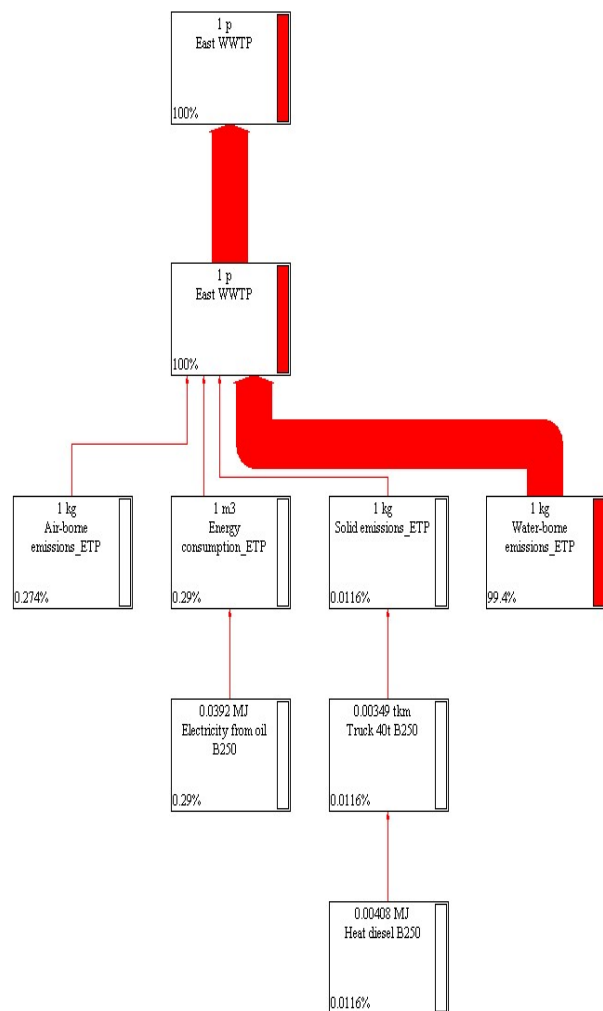 1 p
East WWTP
100%
1 p
East WWTP
100%
1 kg
Air-borne
emissions_ETP
0.274%
1 m3
Energy
consumption_ETP
0.29%
1 kg
Solid emissions_ETP
0.0116%
1 kg
Water-borne
emissions_ETP
99.4%
0.0392 MJ
Electricity from oil
B250
0.29%
0.00349 tkm
Truck 40t B250
0.0116%
0.00408 MJ
Heat diesel B250
0.0116%